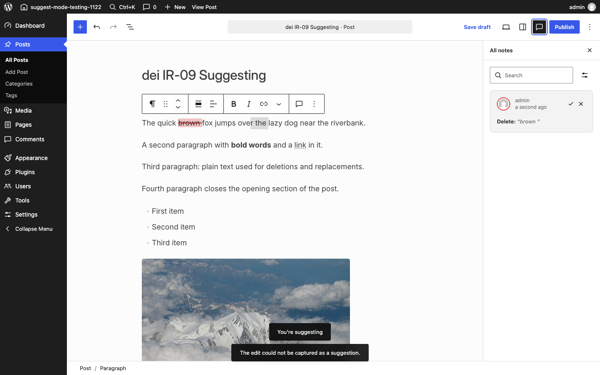 suggest-mode-testing-1122
Ctrl+K
0
+ New
View Post
admin
Dashboard
Posts
All Posts
Add Post
Categories
Tags
Media
Pages
Comments
Appearance
Plugins
Users
Tools
Settings
Collapse Menu
dei IR-09 Suggesting · Post
Save draft
Publish
dei IR-09 Suggesting
B I
The quick brown fox jumps over the lazy dog near the riverbank.
A second paragraph with bold words and a link in it.
Third paragraph: plain text used for deletions and replacements.
Fourth paragraph closes the opening section of the post.
· First item
· Second item
· Third item
You're suggesting
The edit could not be captured as a suggestion.
All notes
Search
admin
a second ago
Delete: "brown "
Post / Paragraph